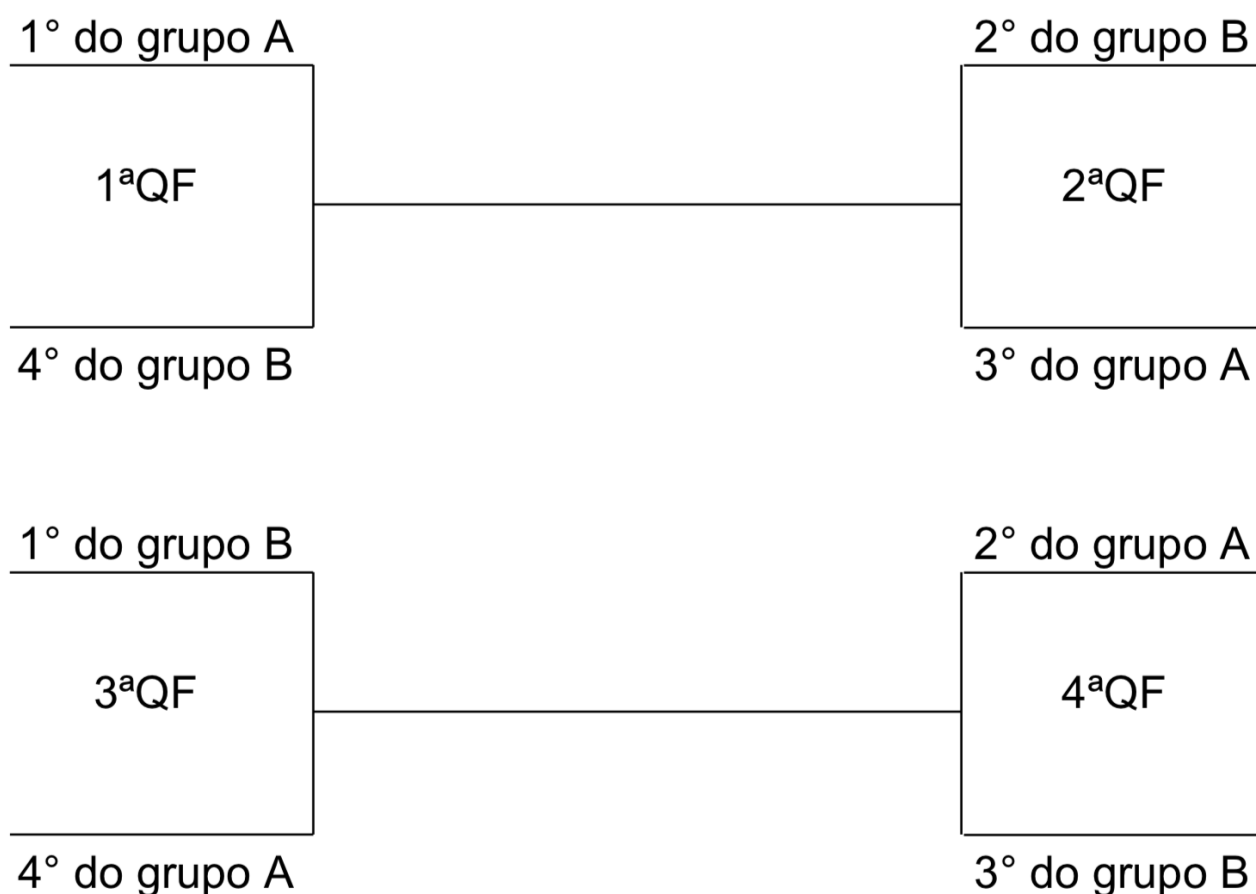 1° do grupo A
2° do grupo B
1ªQF
2ªQF
4° do grupo B
3° do grupo A
1° do grupo B
2° do grupo A
3ªQF
4ªQF
4° do grupo A
3° do grupo B